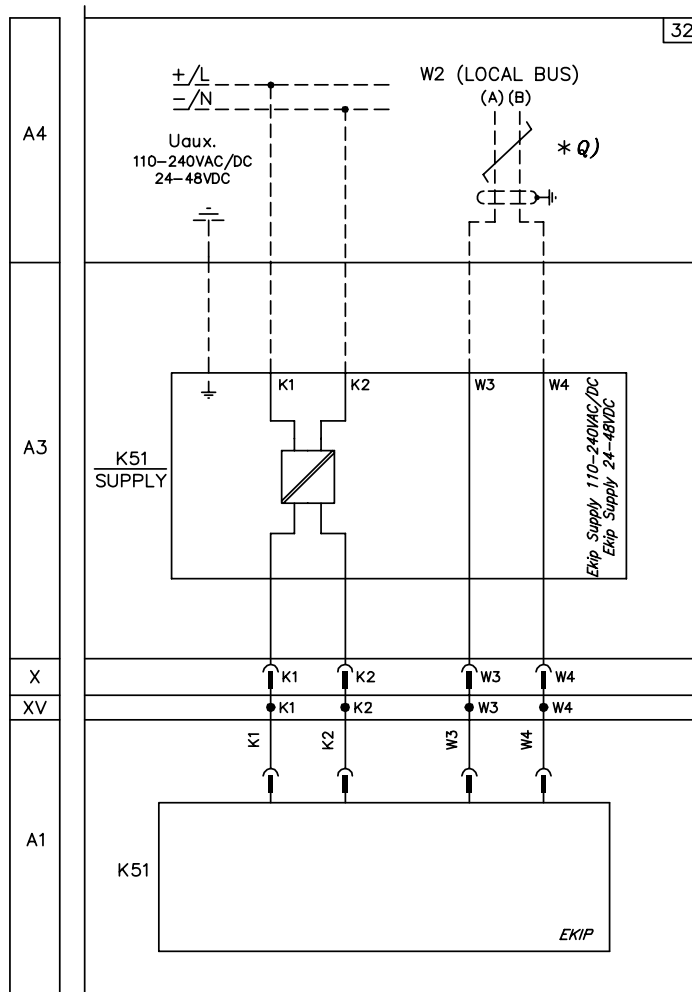 32
A4
+/L
-/N
W2 (LOCAL BUS)
(A) (B)
Uaux.
110-240VAC/DC
24-48VDC
* Q)
A3
K1
K2
W3
W4
K51
SUPPLY
Ekip Supply 110-240VAC/DC
Ekip Supply 24-48VDC
X
K1
K2
W3
W4
XV
K1
K2
W3
W4
K1
K2
W3
W4
A1
K51
EKIP